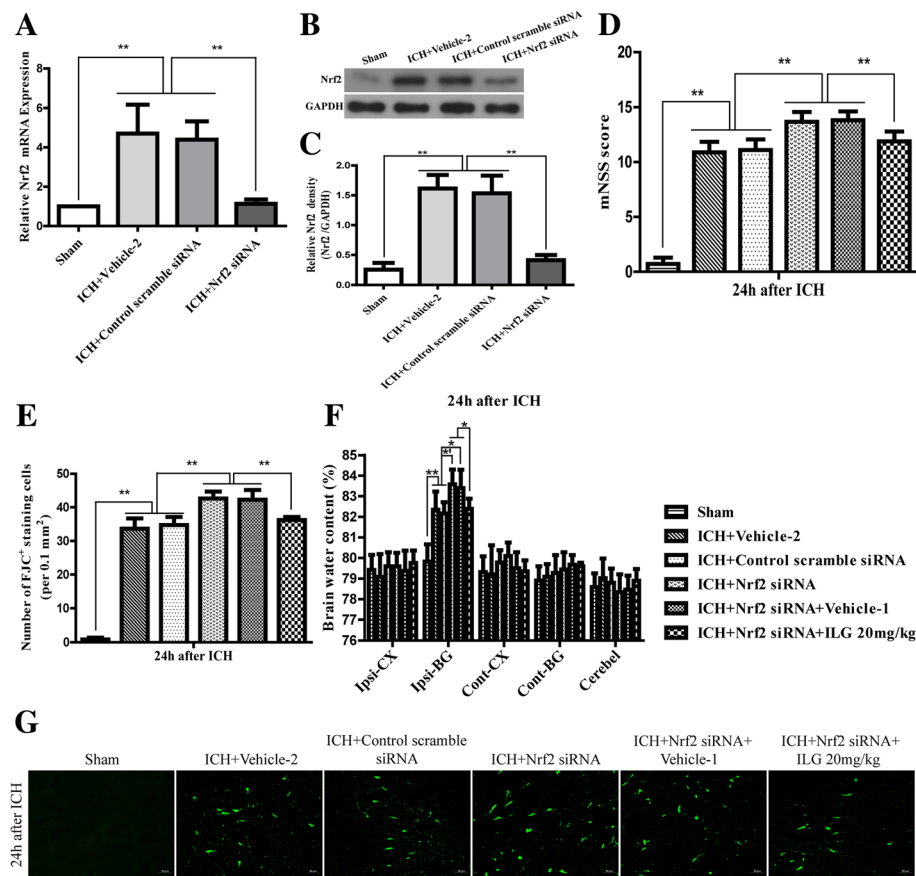 A
Relative Nrf2 mRNA Expression
8
6
4
2
0
**
**
Sham
ICH+Vehicle-2
ICH+Control scramble siRNA
ICH+Nrf2 siRNA
B
Sham
ICH+Vehicle-2
ICH+Control scramble siRNA
ICH+Nrf2 siRNA
Nrf2
GAPDH
C
Relative Nrf2 density
(Nrf2 /GAPDH)
2.0
1.5
1.0
0.5
0.0
**
**
Sham
ICH+Vehicle-2
ICH+Control scramble siRNA
ICH+Nrf2 siRNA
D
mNSS score
20
15
10
5
0
**
**
**
24h after ICH
E
Number of FJC+ staining cells
(per 0.1 mm²)
50
40
30
20
10
0
**
**
**
24h after ICH
F
24h after ICH
Brain water content (%)
85
84
83
82
81
80
79
78
77
76
**
*
*
*
Ipsi-CX
Ipsi-BG
Cont-CX
Cont-BG
Cerebel
Sham
ICH+Vehicle-2
ICH+Control scramble siRNA
ICH+Nrf2 siRNA
ICH+Nrf2 siRNA+Vehicle-1
ICH+Nrf2 siRNA+ILG 20mg/kg
G
24h after ICH
Sham
ICH+Vehicle-2
ICH+Control scramble
siRNA
ICH+Nrf2 siRNA
ICH+Nrf2 siRNA+
Vehicle-1
ICH+Nrf2 siRNA+
ILG 20mg/kg